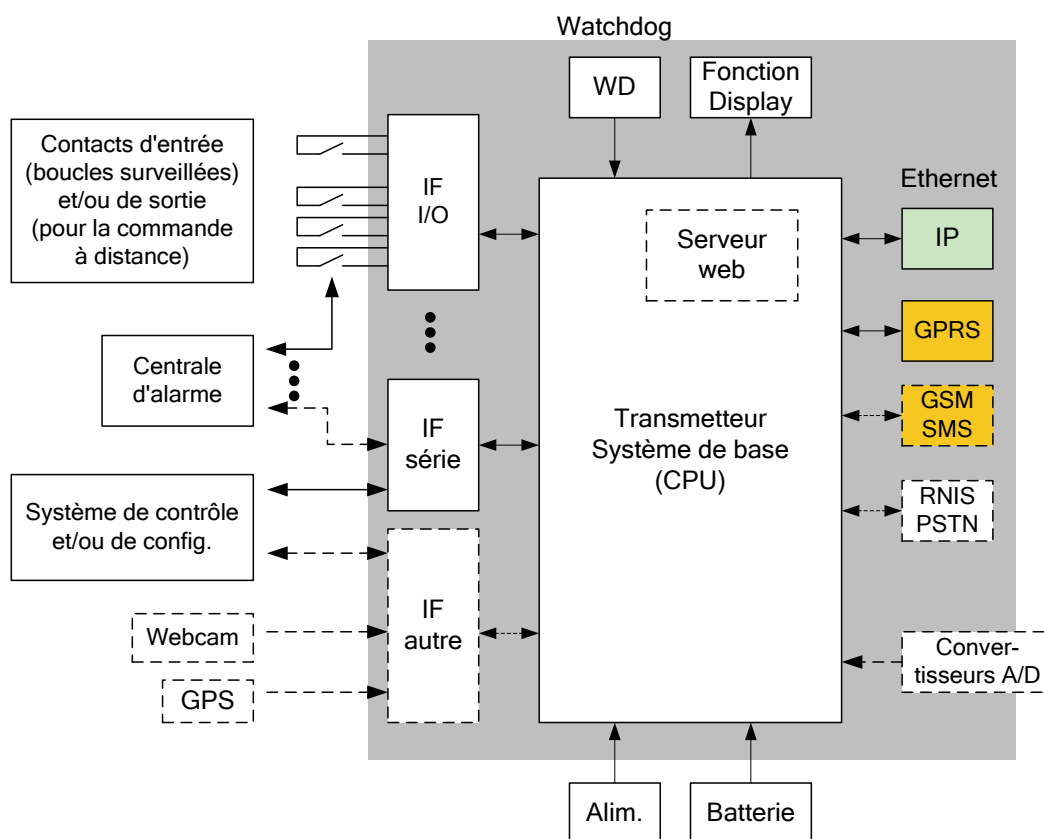 Watchdog
WD
Fonction
Display
Contacts d'entrée
(boucles surveillées)
et/ou de sortie
(pour la commande
à distance)
IF
I/O
Ethernet
IP
Serveur
web
GPRS
Centrale
d'alarme
GSM
SMS
IF
série
Transmetteur
Système de base
(CPU)
RNIS
PSTN
Système de contrôle
et/ou de config.
IF
autre
Webcam
GPS
Conver-
tisseurs A/D
Alim.
Batterie